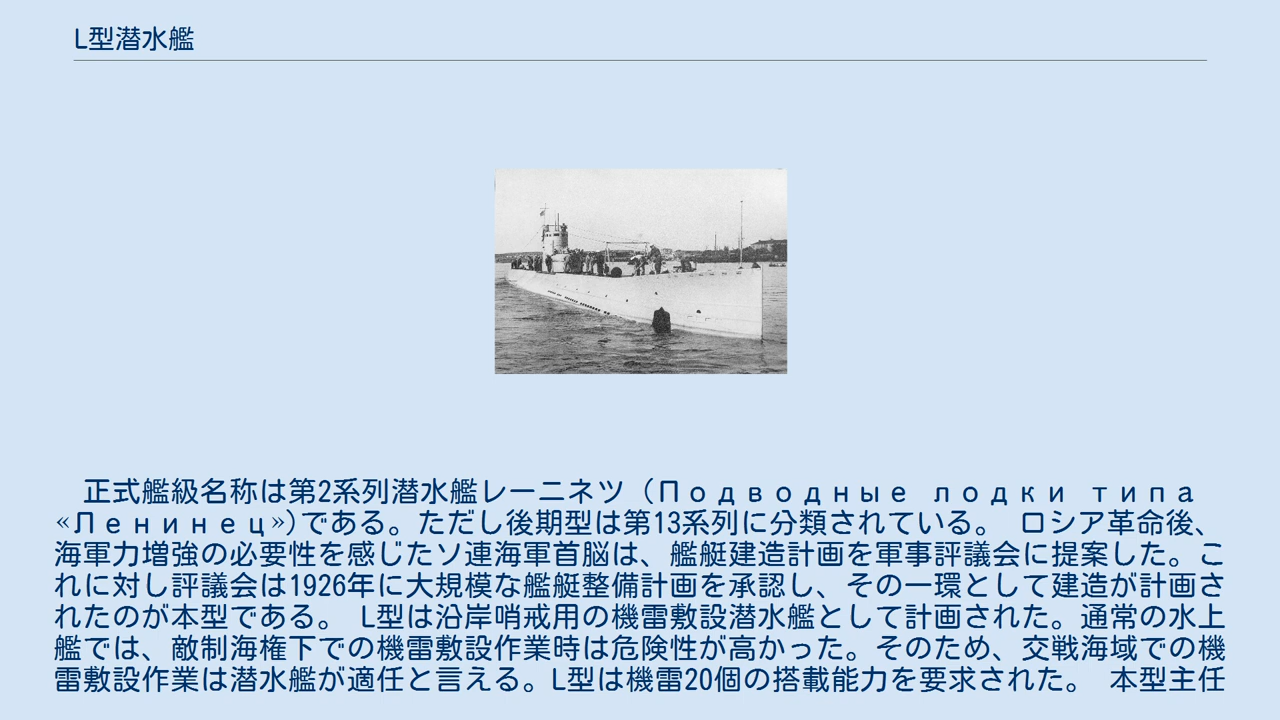 L型潜水艦
正式艦級名称は第2系列潜水艦レーニネツ（Подводные лодки типа
«Ленинец»)である。ただし後期型は第13系列に分類されている。 ロシア革命後、
海軍力増強の必要性を感じたソ連海軍首脳は、艦艇建造計画を軍事評議会に提案した。こ
れに対し評議会は1926年に大規模な艦艇整備計画を承認し、その一環として建造が計画さ
れたのが本型である。 L型は沿岸哨戒用の機雷敷設潜水艦として計画された。通常の水上
艦では、敵制海権下での機雷敷設作業時は危険性が高かった。そのため、交戦海域での機
雷敷設作業は潜水艦が適任と言える。L型は機雷20個の搭載能力を要求された。 本型主任